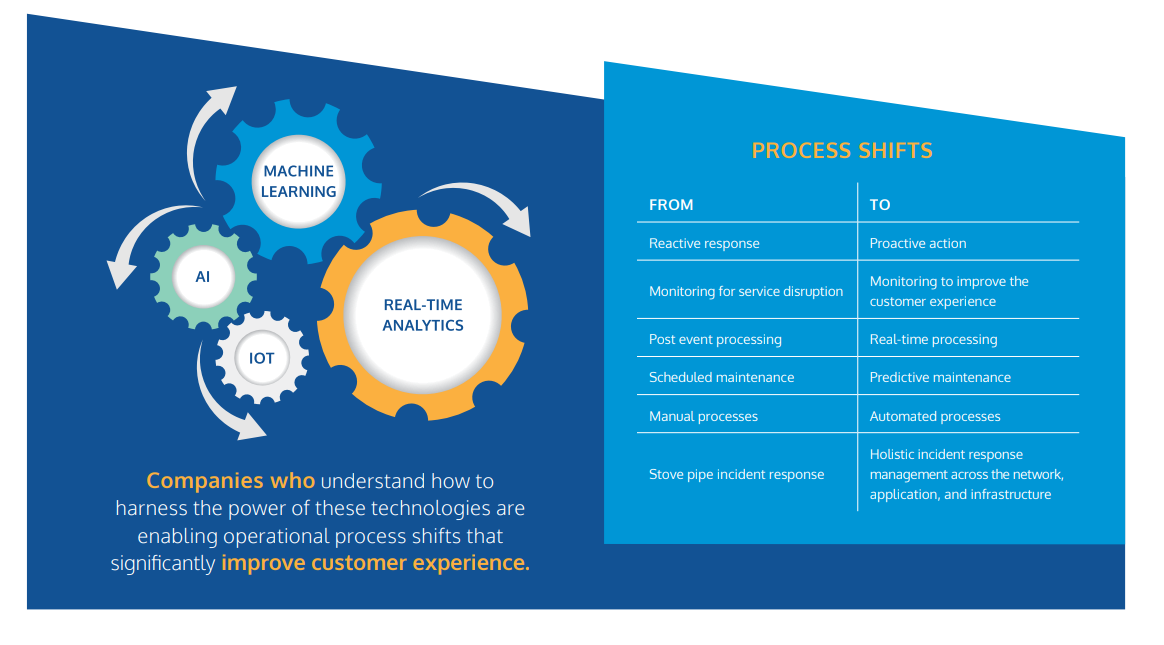 MACHINE
LEARNING
AI
REAL-TIME
ANALYTICS
IOT
Companies who understand how to
harness the power of these technologies are
enabling operational process shifts that
significantly improve customer experience.
PROCESS SHIFTS
FROM TO
Reactive response Proactive action
Monitoring for service disruption Monitoring to improve the
customer experience
Post event processing Real-time processing
Scheduled maintenance Predictive maintenance
Manual processes Automated processes
Stove pipe incident response Holistic incident response
management across the network,
application, and infrastructure